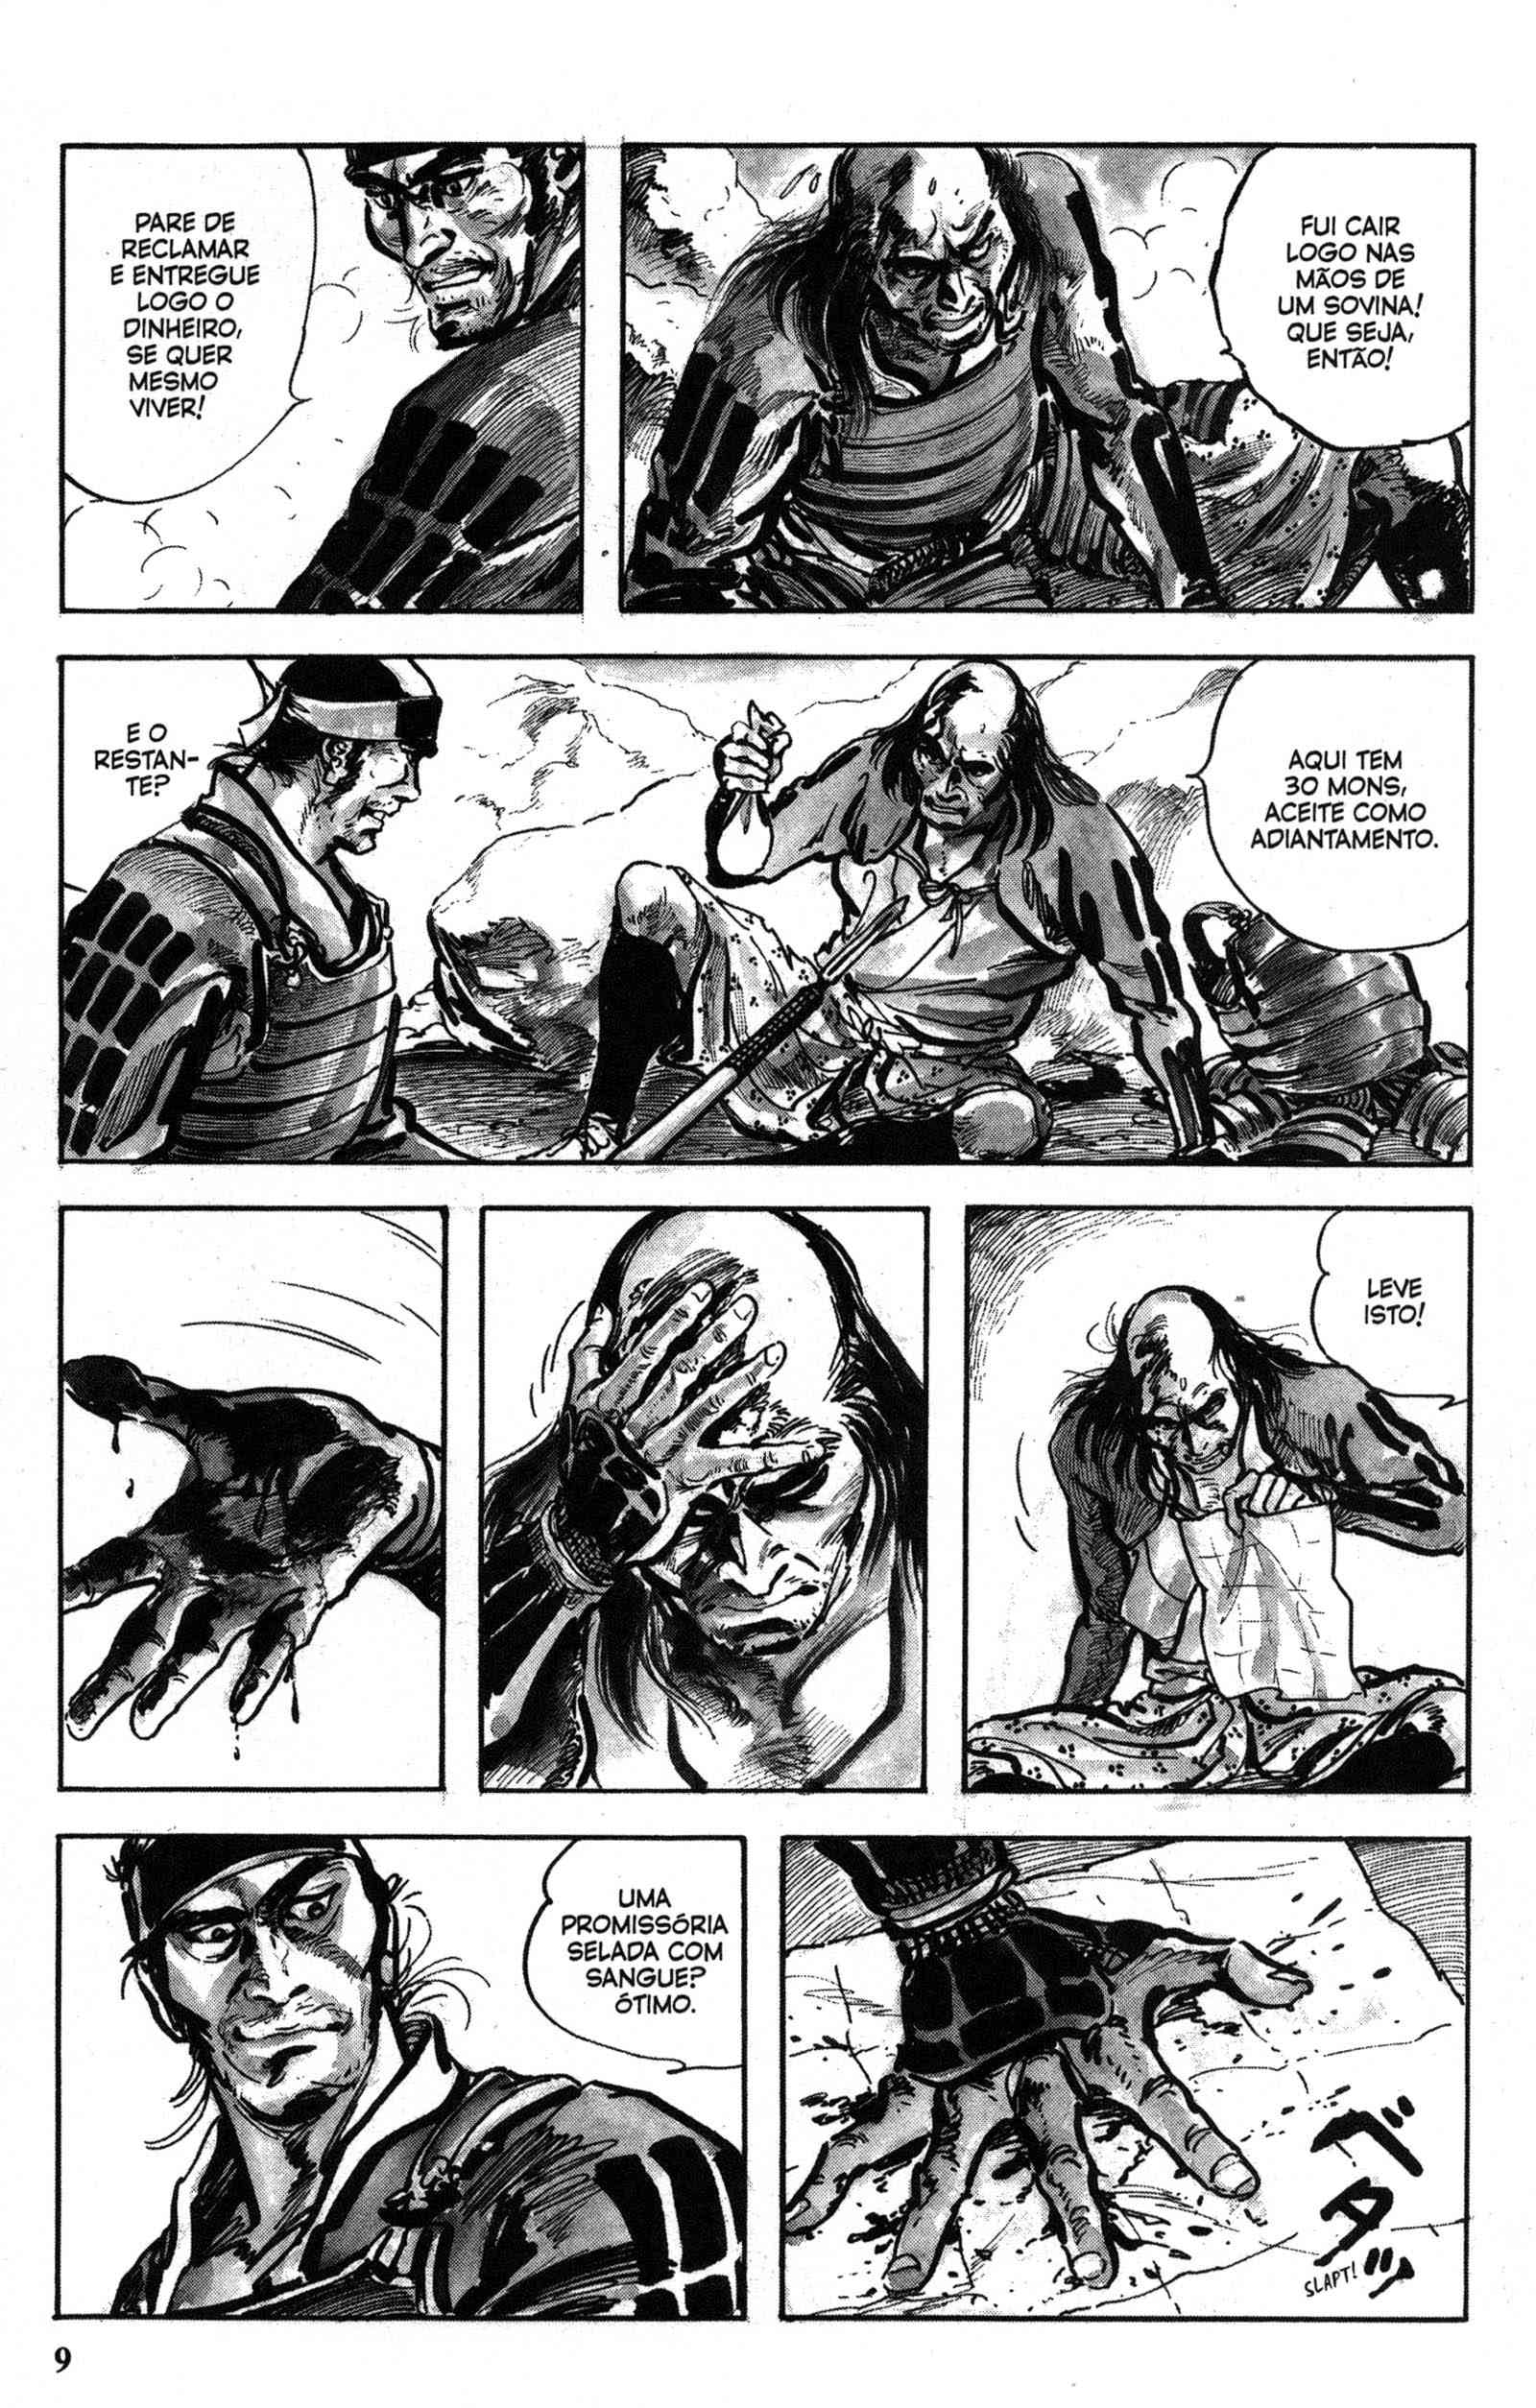 FUI CAIR
LOGO NAS
MÃOS DE
UM SOVINA!
QUE SEJA,
ENTÃO!
PARE DE
RECLAMAR
E ENTREGUE
LOGO O
DINHEIRO,
SE QUER
MESMO
VIVER!
AQUI TEM
30 MONS,
ACEITE COMO
ADIANTAMENTO.
E O
RESTAN-
TE?
LEVE
ISTO!
ベタッ
SLAPT!
UMA
PROMISSÓRIA
SELADA COM
SANGUE?
ÓTIMO.
9